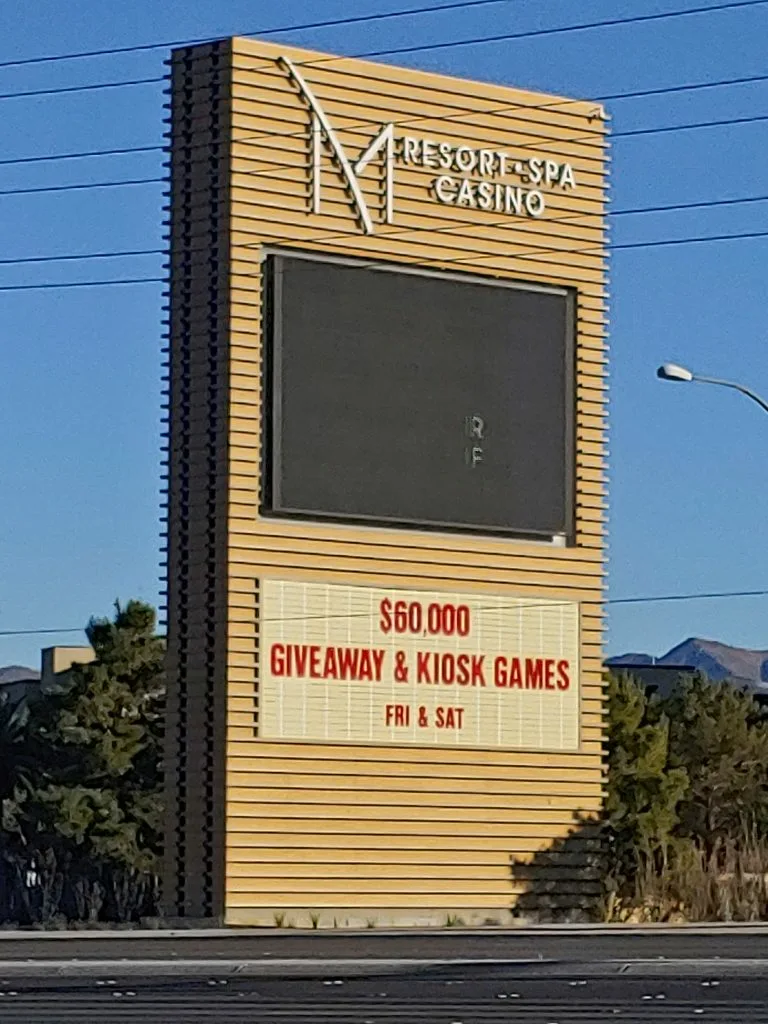 M RESORT • SPA
CASINO
R
F
$60,000
GIVEAWAY & KIOSK GAMES
FRI & SAT